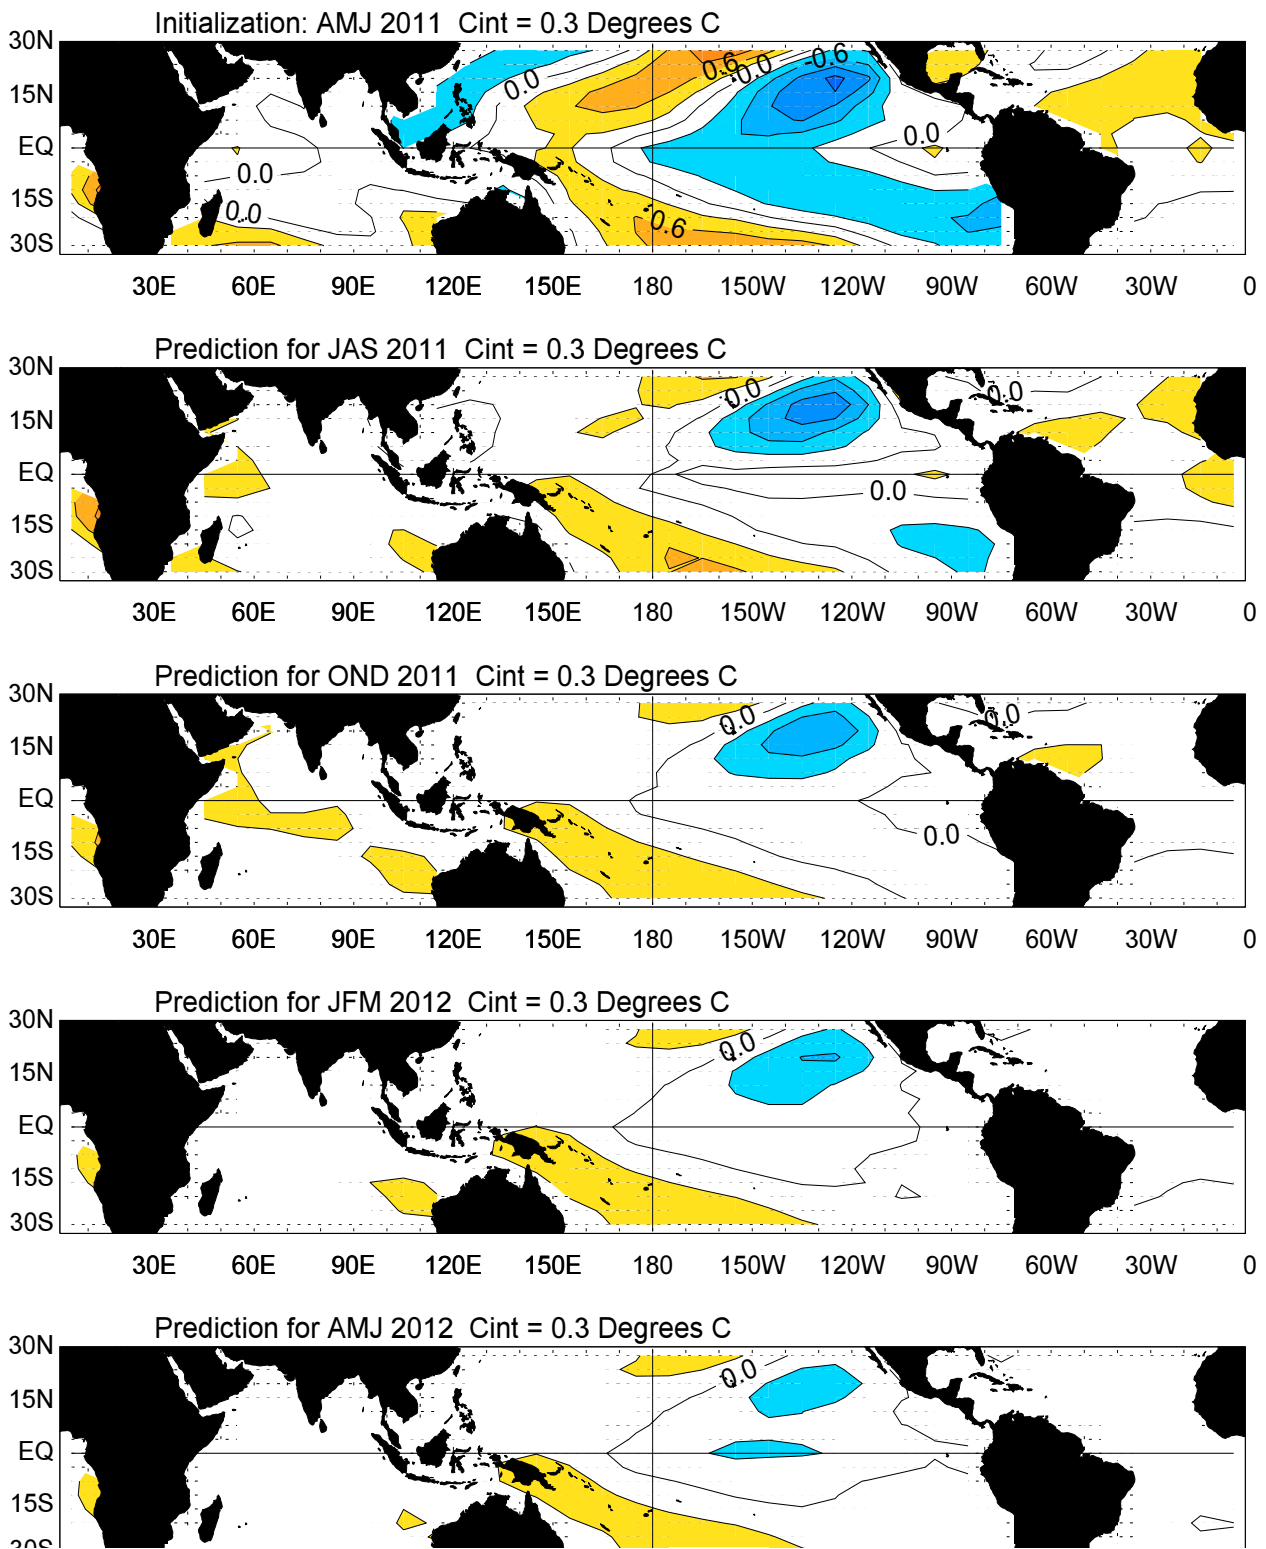 Initialization: AMJ 2011  Cint = 0.3 Degrees C
30N
15N
EQ
15S
30S
0.0
0.6
0.0
-0.6
0.0
0.0
0.0
0.6
30E 60E 90E 120E 150E 180 150W 120W 90W 60W 30W 0
Prediction for JAS 2011  Cint = 0.3 Degrees C
30N
15N
EQ
15S
30S
0.0
0.0
0.0
30E 60E 90E 120E 150E 180 150W 120W 90W 60W 30W 0
Prediction for OND 2011  Cint = 0.3 Degrees C
30N
15N
EQ
15S
30S
0.0
0.0
0.0
30E 60E 90E 120E 150E 180 150W 120W 90W 60W 30W 0
Prediction for JFM 2012  Cint = 0.3 Degrees C
30N
15N
EQ
15S
30S
0.0
30E 60E 90E 120E 150E 180 150W 120W 90W 60W 30W 0
Prediction for AMJ 2012  Cint = 0.3 Degrees C
30N
15N
EQ
15S
30S
0.0